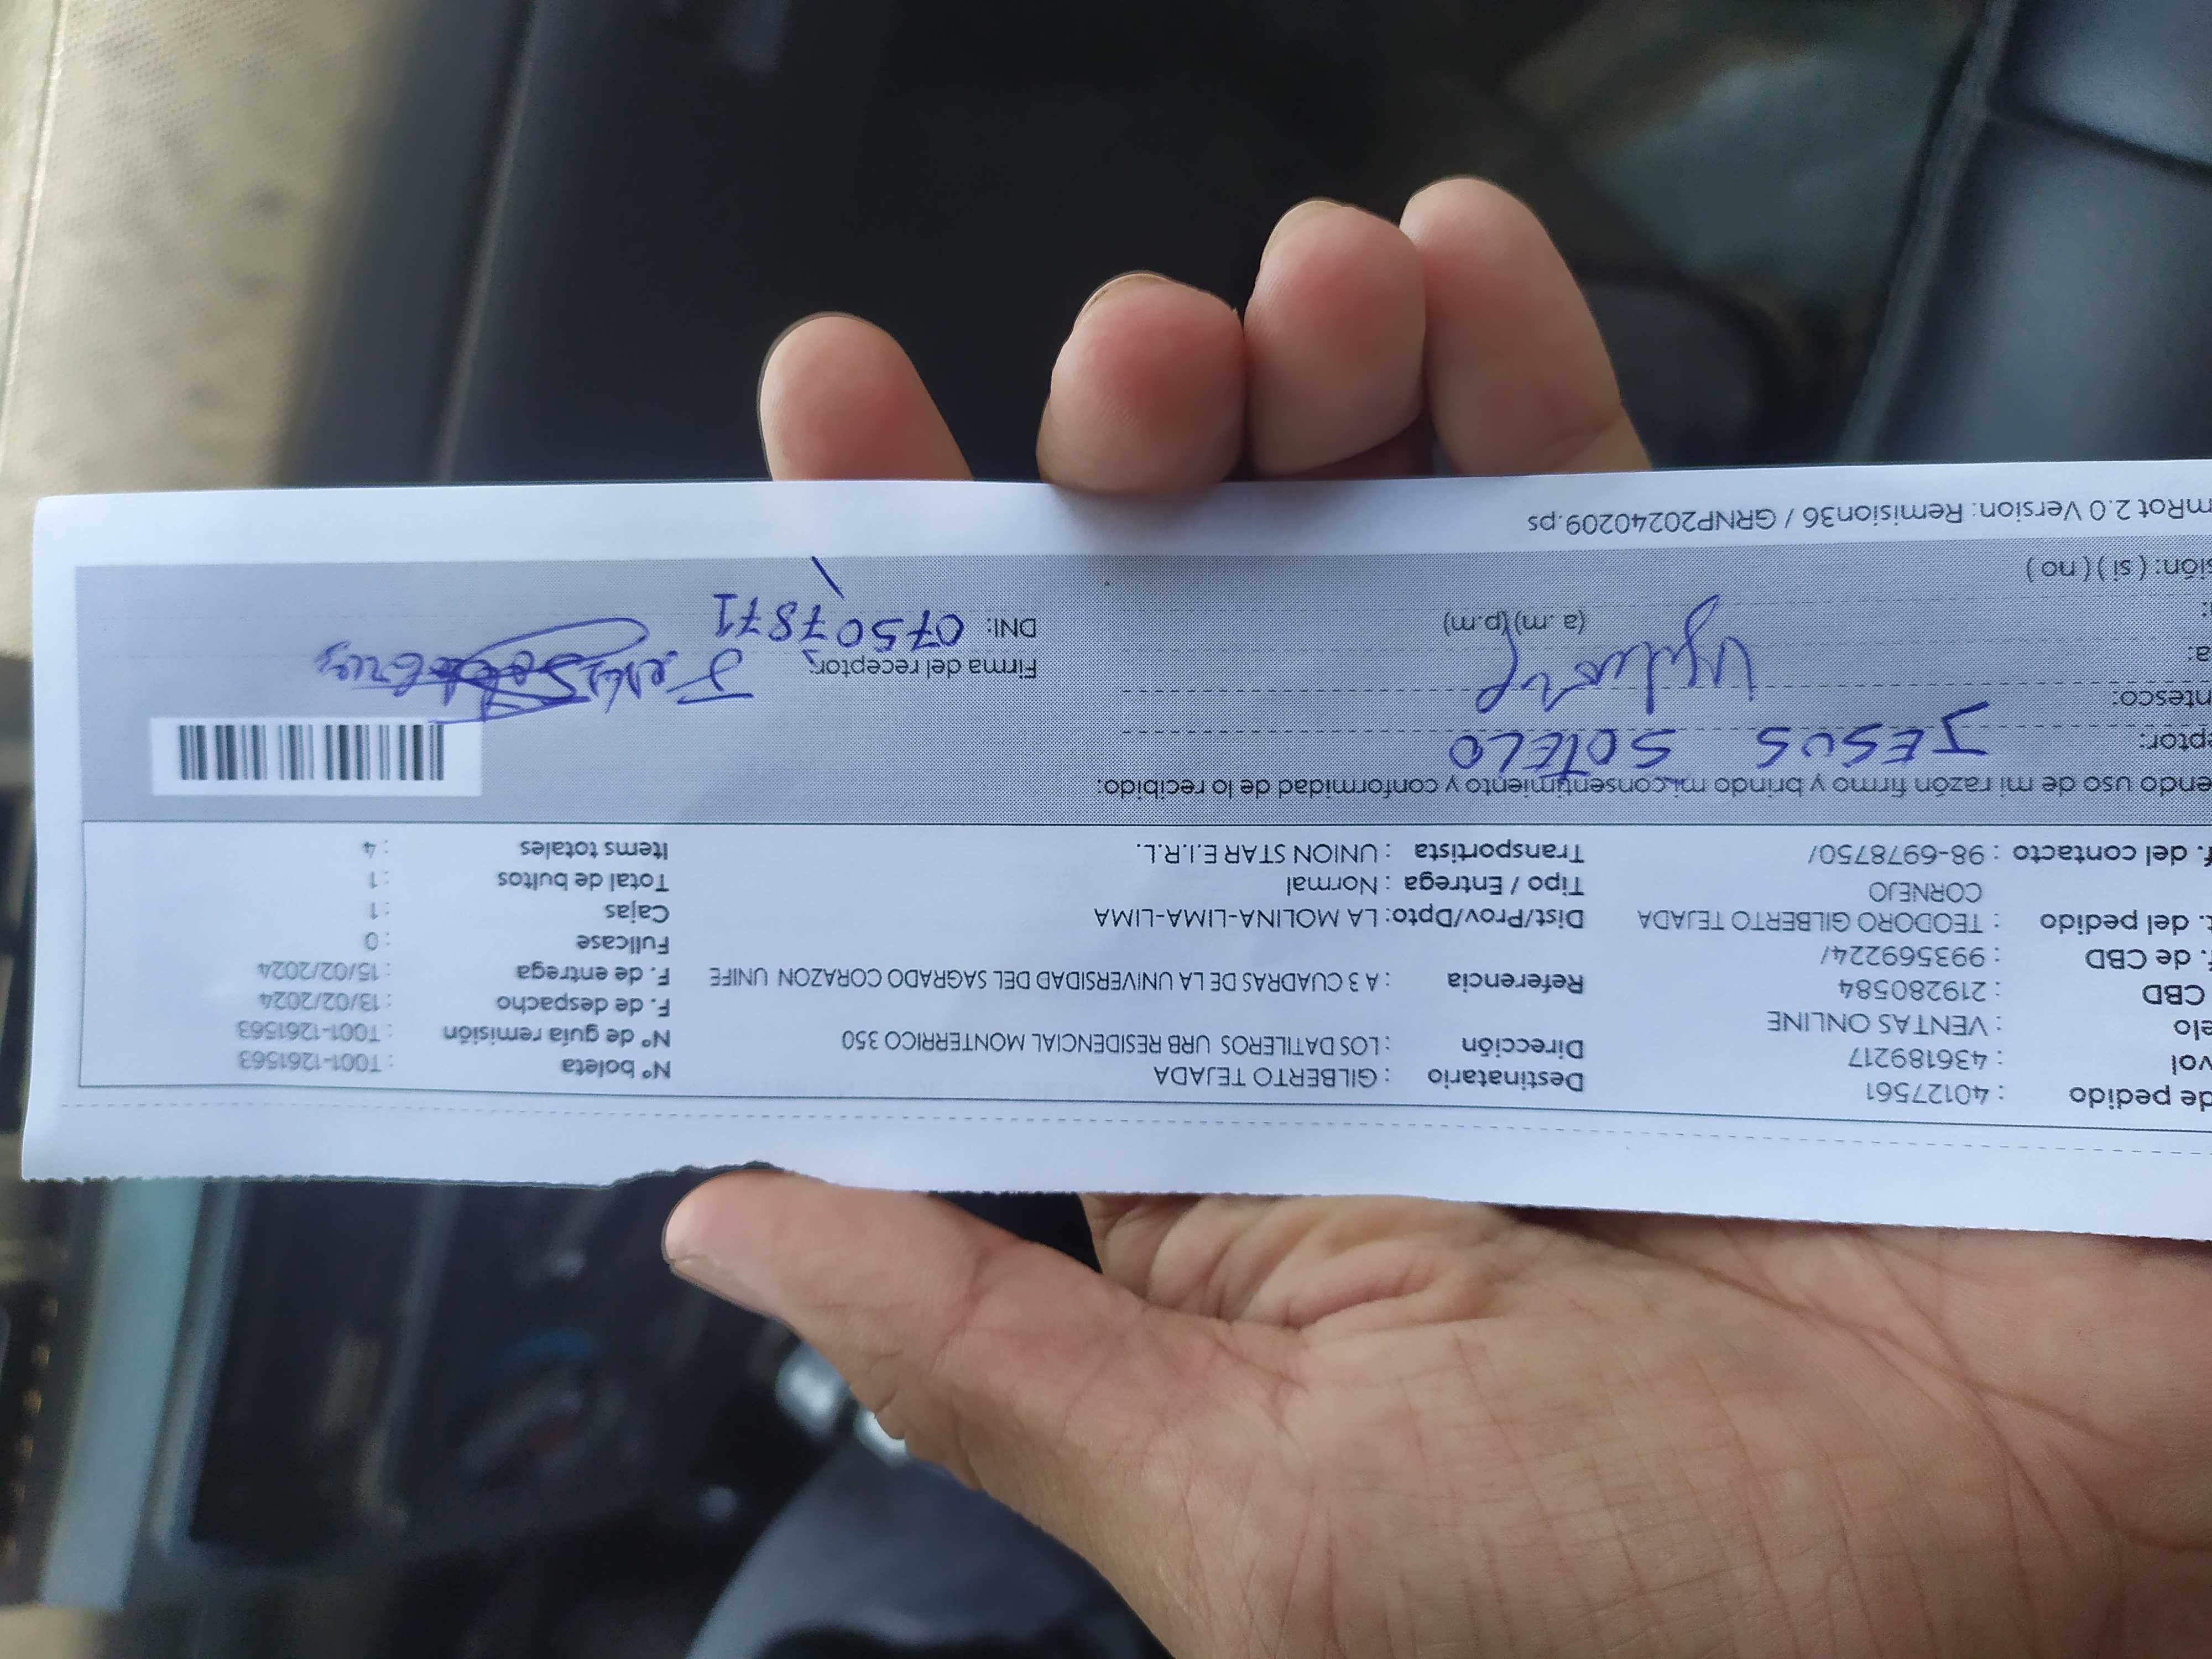 de pedido : 40127561
vol : 436189217
elo : VENTAS ONLINE
CBD : 219280584
f. de CBD : 993569224/
t. del pedido : TEODORO GILBERTO TEJADA
CORNEJO
f. del contacto : 98-6978750/
Destinatario : GILBERTO TEJADA
Dirección : LOS DATILEROS URB RESIDENCIAL MONTERRICO 350
Referencia : A 3 CUADRAS DE LA UNIVERSIDAD DEL SAGRADO CORAZON UNIFE
Dist/Prov/Dpto: LA MOLINA-LIMA-LIMA
Tipo / Entrega : Normal
Transportista : UNION STAR E.I.R.L.
N° boleta : T001-1261563
N° de guía remisión : T001-1261563
F. de despacho : 13/02/2024
F. de entrega : 15/02/2024
Fullcase : 0
Cajas : 1
Total de bultos : 1
Items totales : 4
endo uso de mi razón firmo y brindo mi consentimiento y conformidad de lo recibido:
eptor: JESUS SOTELO
ntesco:
a:
(a.m) (p.m)
sión: ( si ) ( no )
Firma del receptor:
DNI: 07507871
mRot 2.0 Version: Remision36 / GRNP20240209.ps